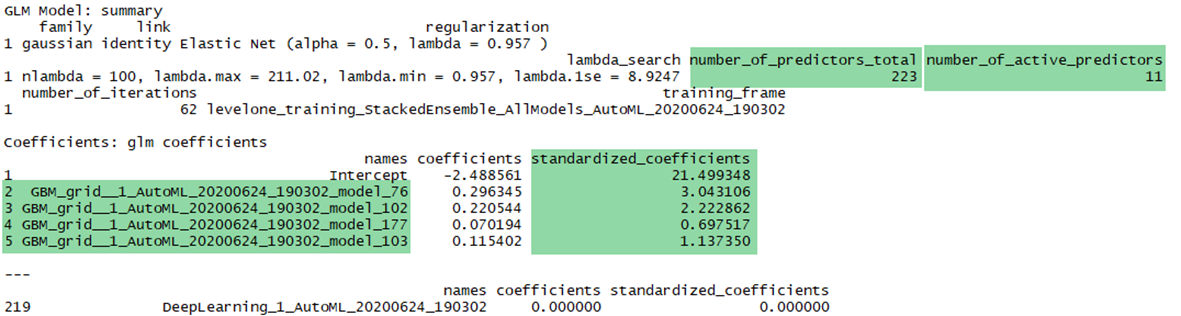 GLM Model: summary
family link regularization
1 gaussian identity Elastic Net (alpha = 0.5, lambda = 0.957 )
lambda_search number_of_predictors_total number_of_active_predictors
1 nlambda = 100, lambda.max = 211.02, lambda.min = 0.957, lambda.1se = 8.9247 223 11
number_of_iterations training_frame
1 62 levelone_training_StackedEnsemble_AllModels_AutoML_20200624_190302
Coefficients: glm coefficients
names coefficients standardized_coefficients
1 Intercept -2.488561 21.499348
2 GBM_grid__1_AutoML_20200624_190302_model_76 0.296345 3.043106
3 GBM_grid__1_AutoML_20200624_190302_model_102 0.220544 2.222862
4 GBM_grid__1_AutoML_20200624_190302_model_177 0.070194 0.697517
5 GBM_grid__1_AutoML_20200624_190302_model_103 0.115402 1.137350
---
names coefficients standardized_coefficients
219 DeepLearning_1_AutoML_20200624_190302 0.000000 0.000000